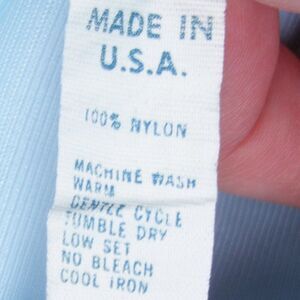 MADE IN
U.S.A.
100% NYLON
MACHINE WASH
WARM
GENTLE CYCLE
TUMBLE DRY
LOW SET
NO BLEACH
COOL IRON